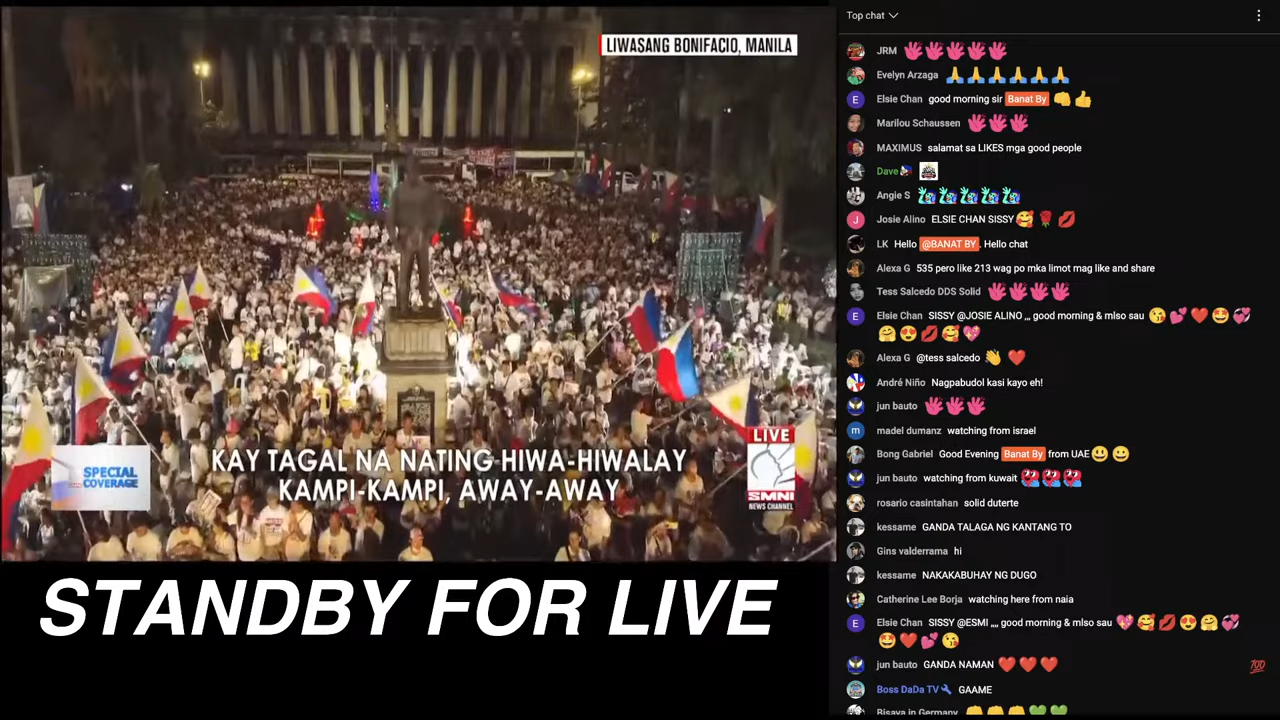 LIWASANG BONIFACIO, MANILA
KAY TAGAL NA NATING HIWA-HIWALAY
KAMPI-KAMPI, AWAY-AWAY
SPECIAL
COVERAGE
LIVE
SMNI
NEWS CHANNEL
STANDBY FOR LIVE
Top chat
JRM
Evelyn Arzaga
E Elsie Chan good morning sir Banat By
Marilou Schaussen
MAXIMUS salamat sa LIKES mga good people
Dave
Angie S
J Josie Alino ELSIE CHAN SISSY
LK Hello @BANAT BY. Hello chat
Alexa G 535 pero like 213 wag po mka limot mag like and share
Tess Salcedo DDS Solid
E Elsie Chan SISSY @JOSIE ALINO ,,, good morning & mlso sau
Alexa G @tess salcedo
André Niño Nagpabudol kasi kayo eh!
jun bauto
m madel dumanz watching from israel
Bong Gabriel Good Evening Banat By from UAE
jun bauto watching from kuwait
rosario casintahan solid duterte
kessame GANDA TALAGA NG KANTANG TO
Gins valderrama hi
kessame NAKAKABUHAY NG DUGO
Catherine Lee Borja watching here from naia
E Elsie Chan SISSY @ESMI ,,,, good morning & mlso sau
jun bauto GANDA NAMAN
100
Boss DaDa TV GAAME
Bisaya in Germany